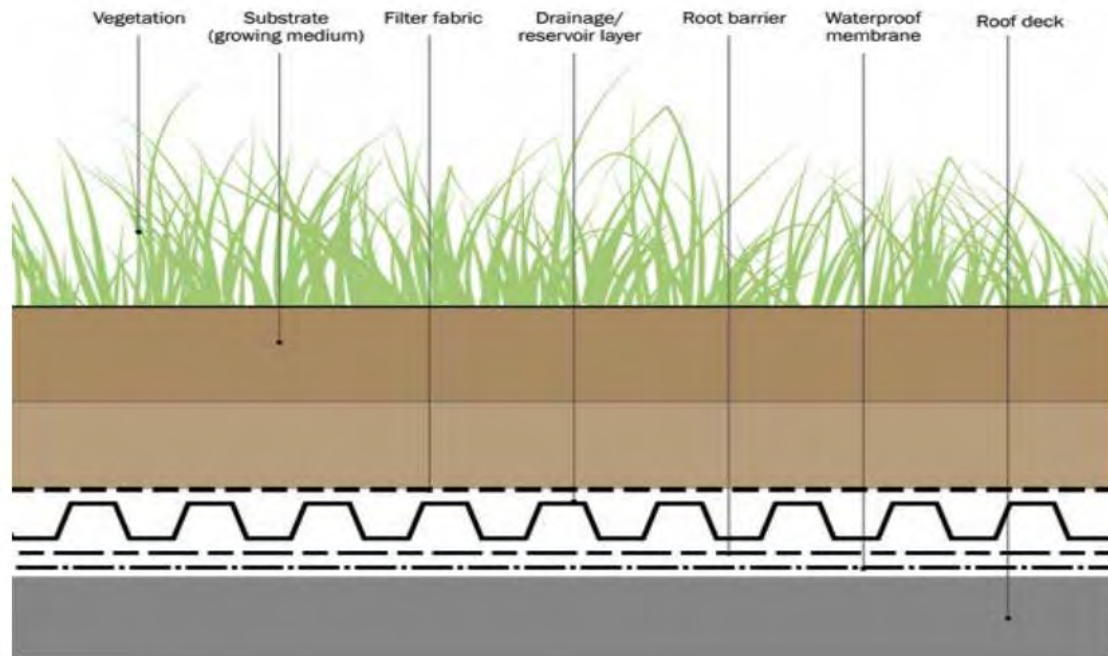 Vegetation
Substrate
(growing medium)
Filter fabric
Drainage/
reservoir layer
Root barrier
Waterproof
membrane
Roof deck